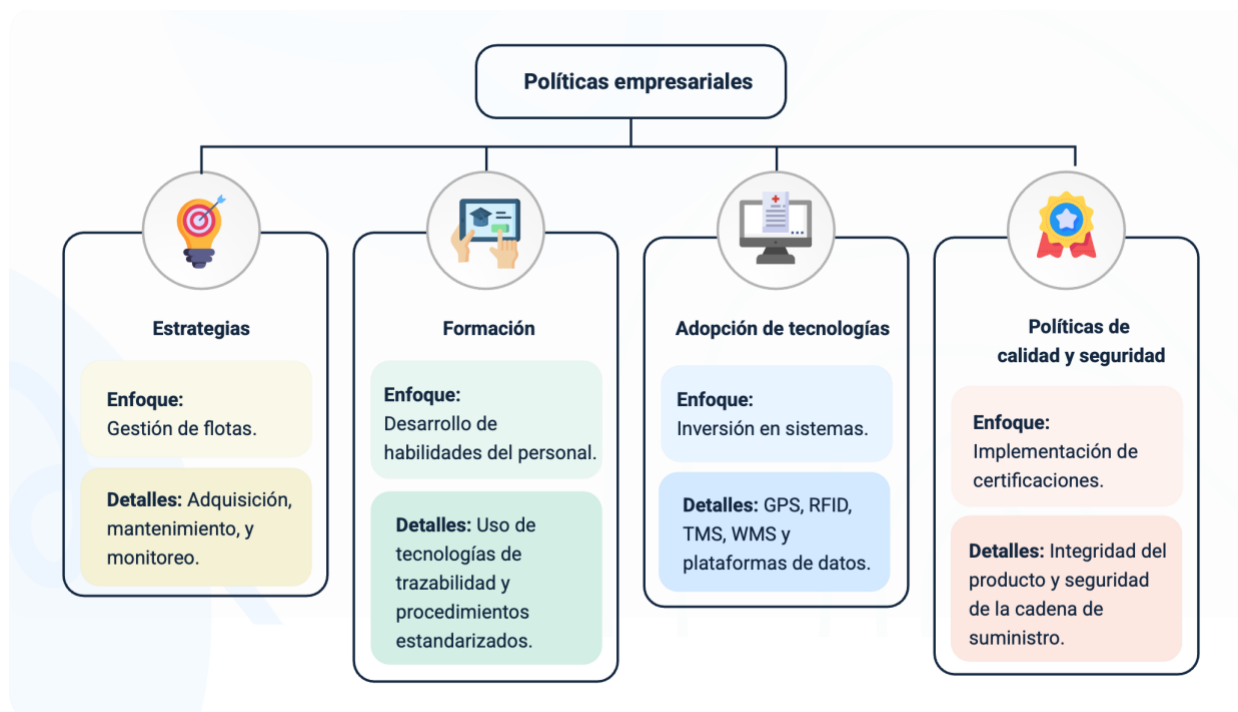 Políticas empresariales
Estrategias
Enfoque:
Gestión de flotas.
Detalles: Adquisición,
mantenimiento, y
monitoreo.
Formación
Enfoque:
Desarrollo de
habilidades del personal.
Detalles: Uso de
tecnologías de
trazabilidad y
procedimientos
estandarizados.
Adopción de tecnologías
Enfoque:
Inversión en sistemas.
Detalles: GPS, RFID,
TMS, WMS y
plataformas de datos.
Políticas de
calidad y seguridad
Enfoque:
Implementación de
certificaciones.
Detalles: Integridad del
producto y seguridad
de la cadena de
suministro.